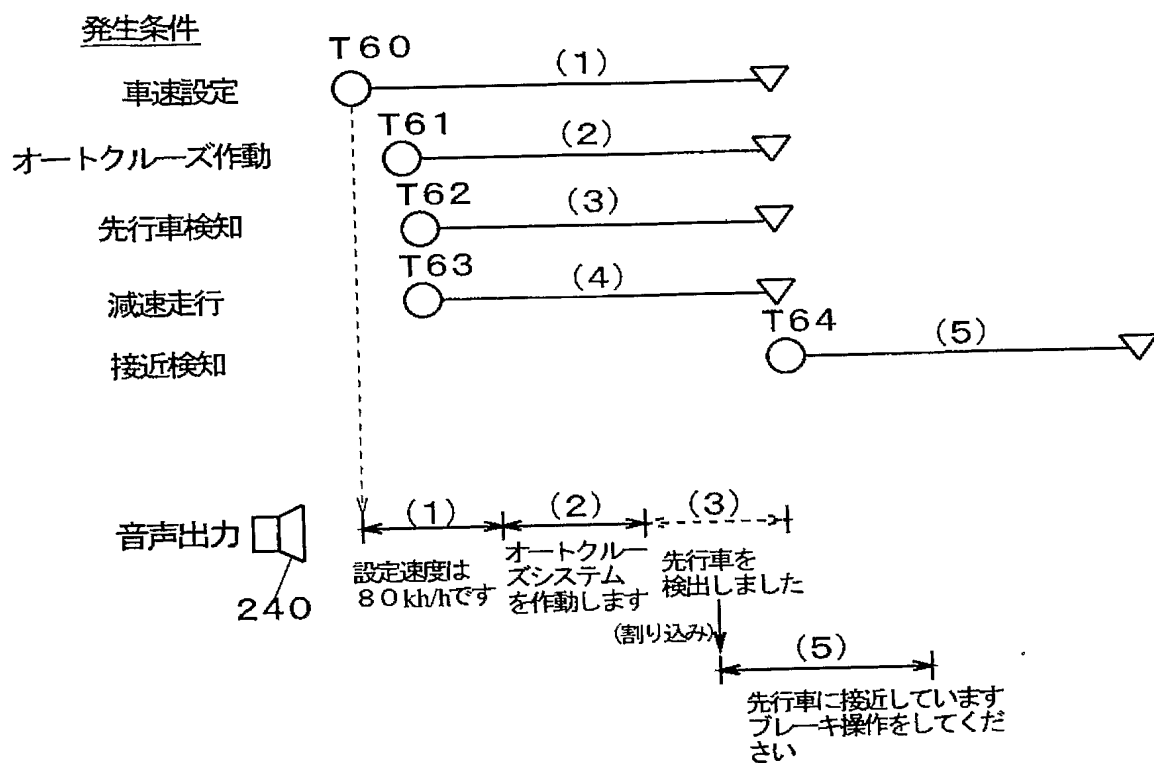 発生条件
T60
(1)
車速設定
T61
(2)
オートクルーズ作動
T62
(3)
先行車検知
T63
(4)
減速走行
T64
(5)
接近検知
音声出力
240
(1)
(2)
(3)
設定速度は
80kh/hです
オートクルー
ズシステム
を作動します
先行車を
検出しました
(割り込み)
(5)
先行車に接近しています
ブレーキ操作をしてくだ
さい